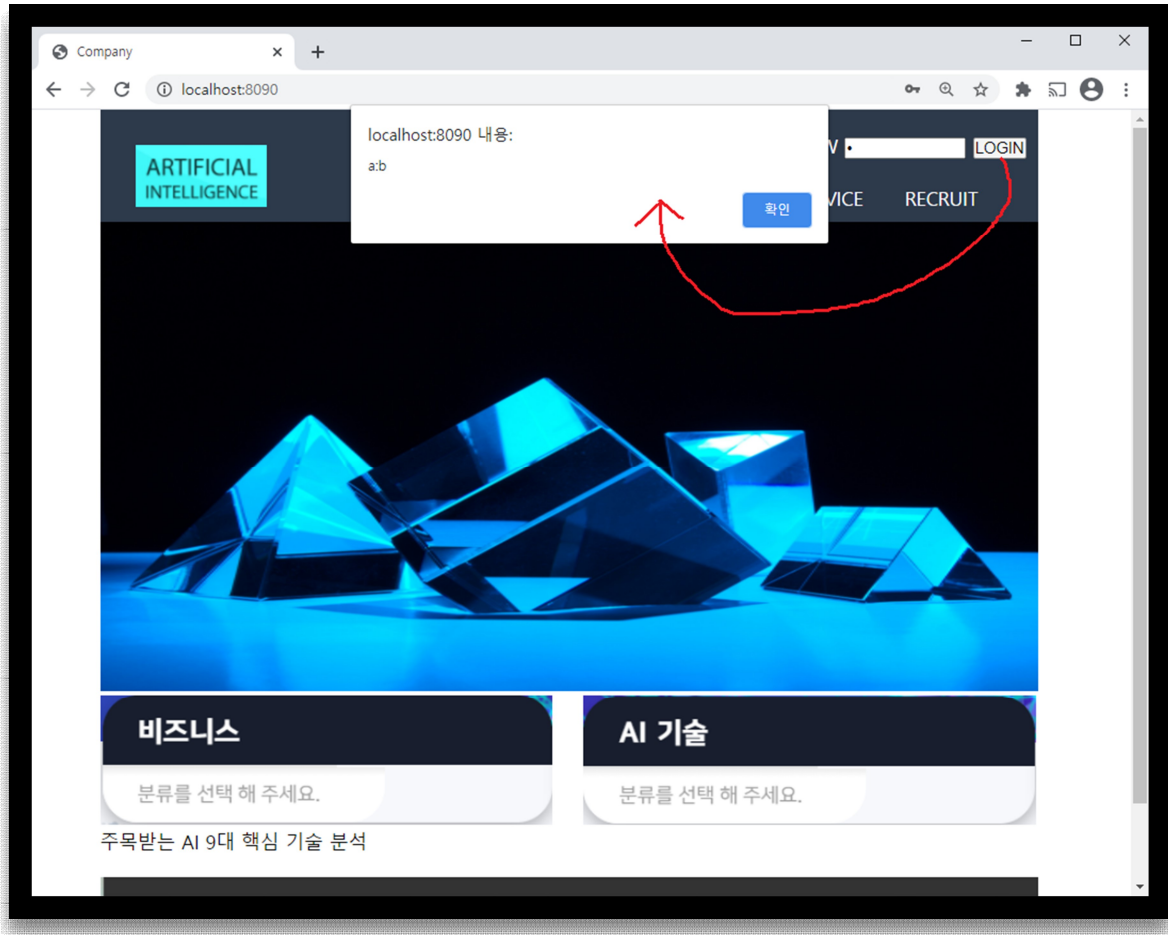 Company
localhost:8090
localhost:8090 내용:
a:b
확인
ARTIFICIAL
INTELLIGENCE
W
LOGIN
RECRUIT
비즈니스
분류를 선택 해 주세요.
AI 기술
분류를 선택 해 주세요.
주목받는 AI 9대 핵심 기술 분석